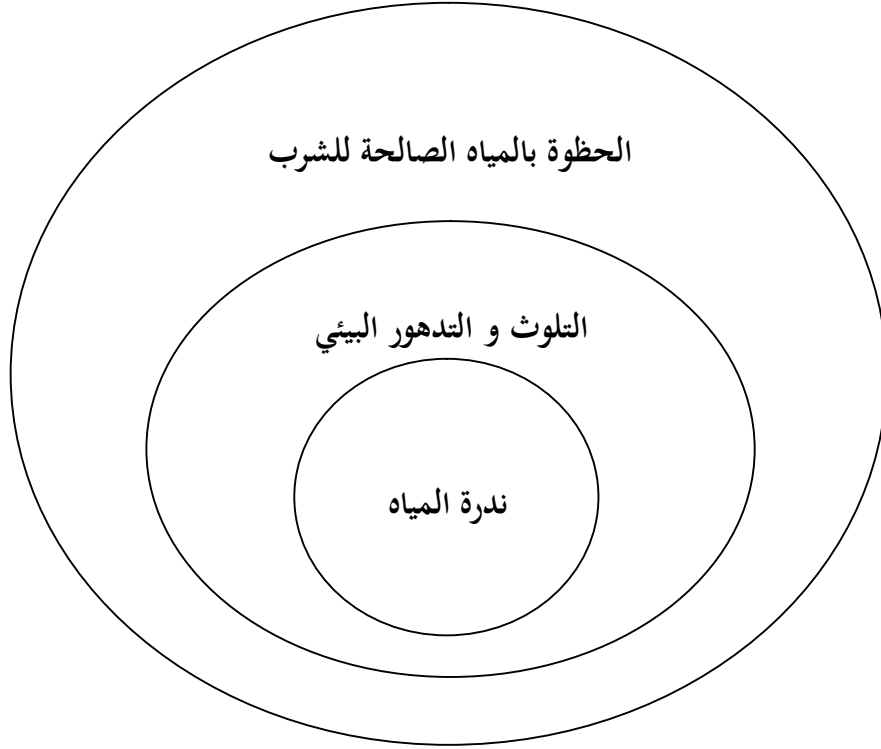 الحظوة بالمياه الصالحة للشرب
التلوث و التدهور البيئي
ندرة المياه